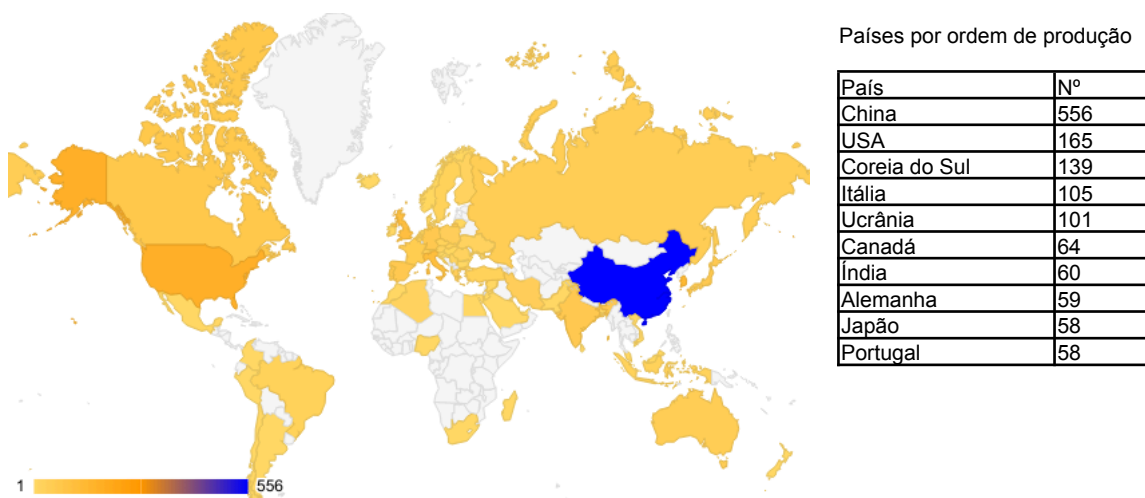 Países por ordem de produção
País Nº
China 556
USA 165
Coreia do Sul 139
Itália 105
Ucrânia 101
Canadá 64
Índia 60
Alemanha 59
Japão 58
Portugal 58
1 556